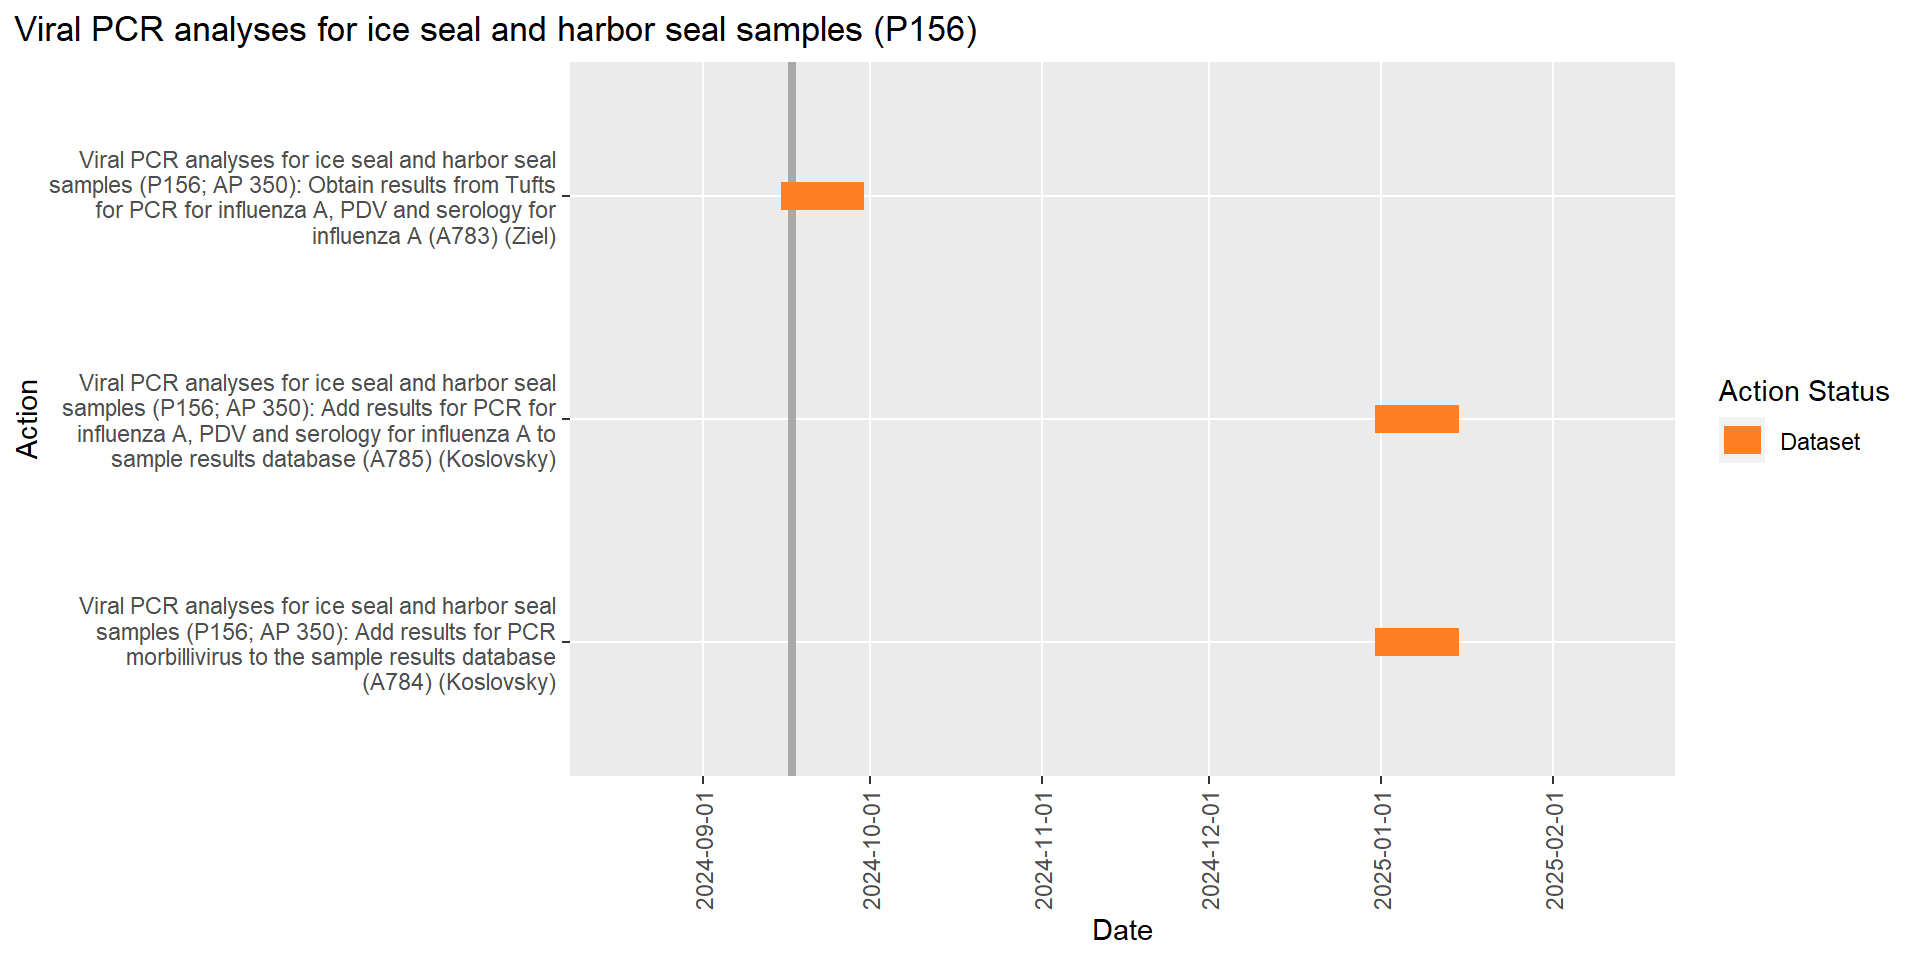 Viral PCR analyses for ice seal and harbor seal samples (P156)
Viral PCR analyses for ice seal and harbor seal
samples (P156; AP 350): Obtain results from Tufts
for PCR for influenza A, PDV and serology for
influenza A (A783) (Ziel)
Viral PCR analyses for ice seal and harbor seal
samples (P156; AP 350): Add results for PCR for
influenza A, PDV and serology for influenza A to
sample results database (A785) (Koslovsky)
Viral PCR analyses for ice seal and harbor seal
samples (P156; AP 350): Add results for PCR
morbillivirus to the sample results database
(A784) (Koslovsky)
Action
2024-09-01
2024-10-01
2024-11-01
2024-12-01
2025-01-01
2025-02-01
Date
Action Status
Dataset